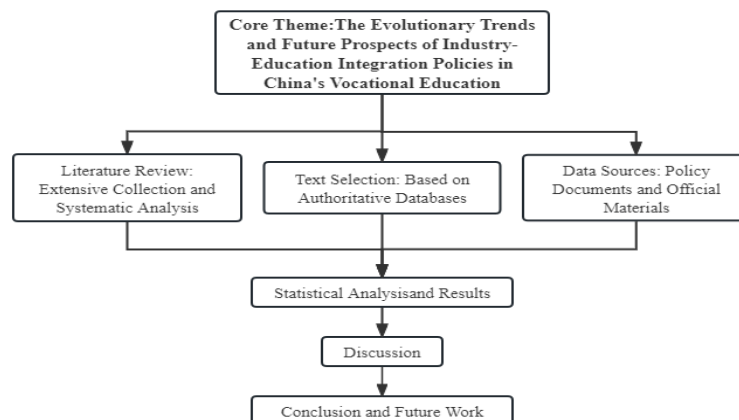 Core Theme:The Evolutionary Trends
and Future Prospects of Industry-
Education Integration Policies in
China's Vocational Education
Literature Review:
Extensive Collection and
Systematic Analysis
Text Selection: Based on
Authoritative Databases
Data Sources: Policy
Documents and Official
Materials
Statistical Analysisand Results
Discussion
Conclusion and Future Work